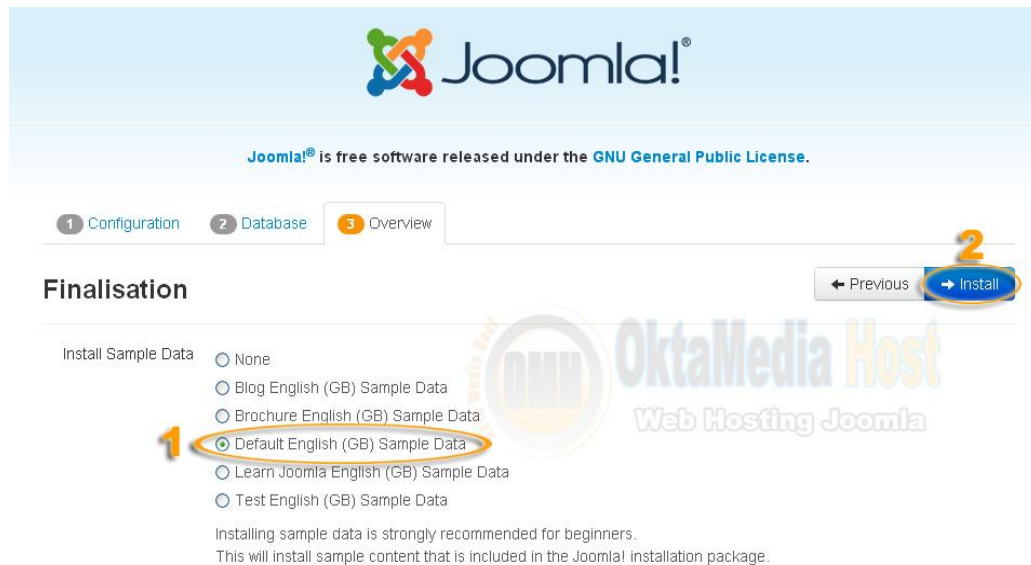 Joomla!®
Joomla!® is free software released under the GNU General Public License.
1 Configuration 2 Database 3 Overview
2
Finalisation
Previous Install
OktaMedia Host
OMH
Web Hosting Joomla
Install Sample Data
None
Blog English (GB) Sample Data
Brochure English (GB) Sample Data
1
Default English (GB) Sample Data
Learn Joomla English (GB) Sample Data
Test English (GB) Sample Data
Installing sample data is strongly recommended for beginners.
This will install sample content that is included in the Joomla! installation package.